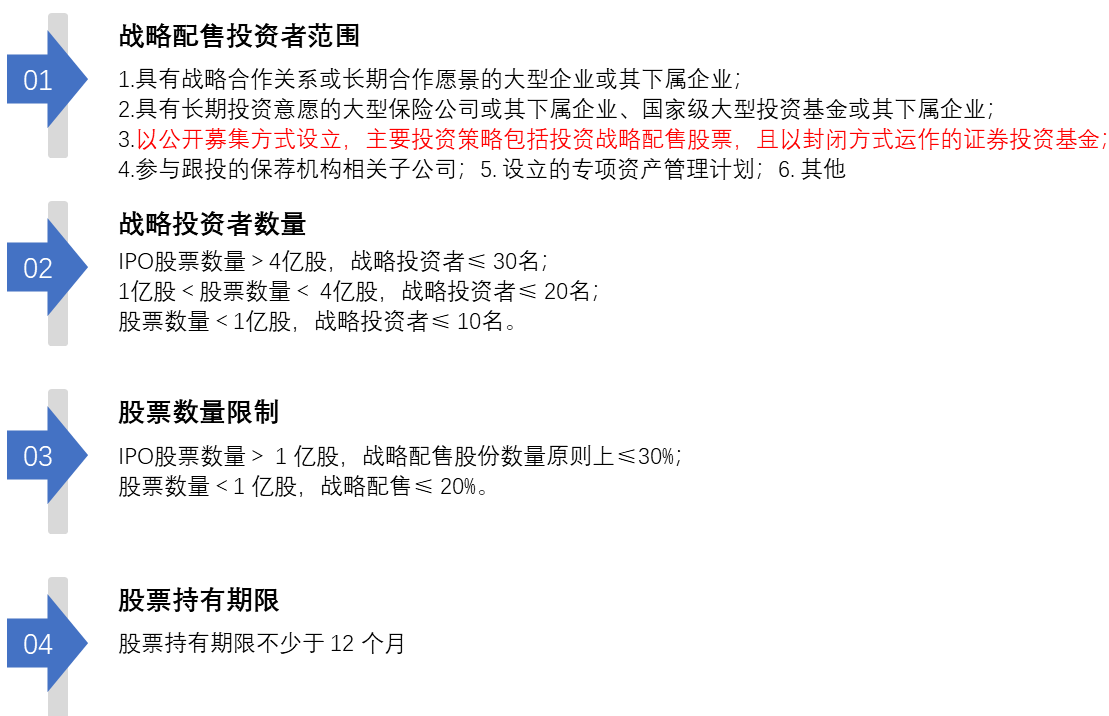 01
战略配售投资者范围
1.具有战略合作关系或长期合作愿景的大型企业或其下属企业；
2.具有长期投资意愿的大型保险公司或其下属企业、国家级大型投资基金或其下属企业；
3.以公开募集方式设立，主要投资策略包括投资战略配售股票，且以封闭方式运作的证券投资基金；
4.参与跟投的保荐机构相关子公司；5. 设立的专项资产管理计划；6. 其他
02
战略投资者数量
IPO股票数量＞4亿股，战略投资者≤ 30名；
1亿股＜股票数量＜ 4亿股，战略投资者≤ 20名；
股票数量＜1亿股，战略投资者≤ 10名。
03
股票数量限制
IPO股票数量＞ 1 亿股，战略配售股份数量原则上≤30%；
股票数量＜1 亿股，战略配售≤ 20%。
04
股票持有期限
股票持有期限不少于 12 个月